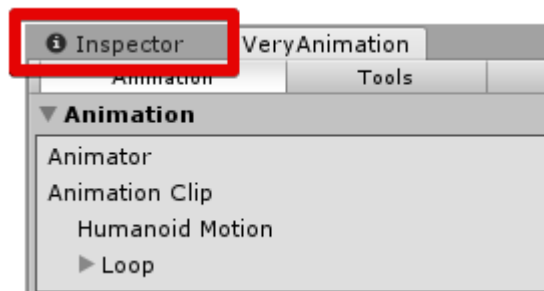 Inspector VeryAnimation
Animation Tools
Animation
Animator
Animation Clip
Humanoid Motion
Loop